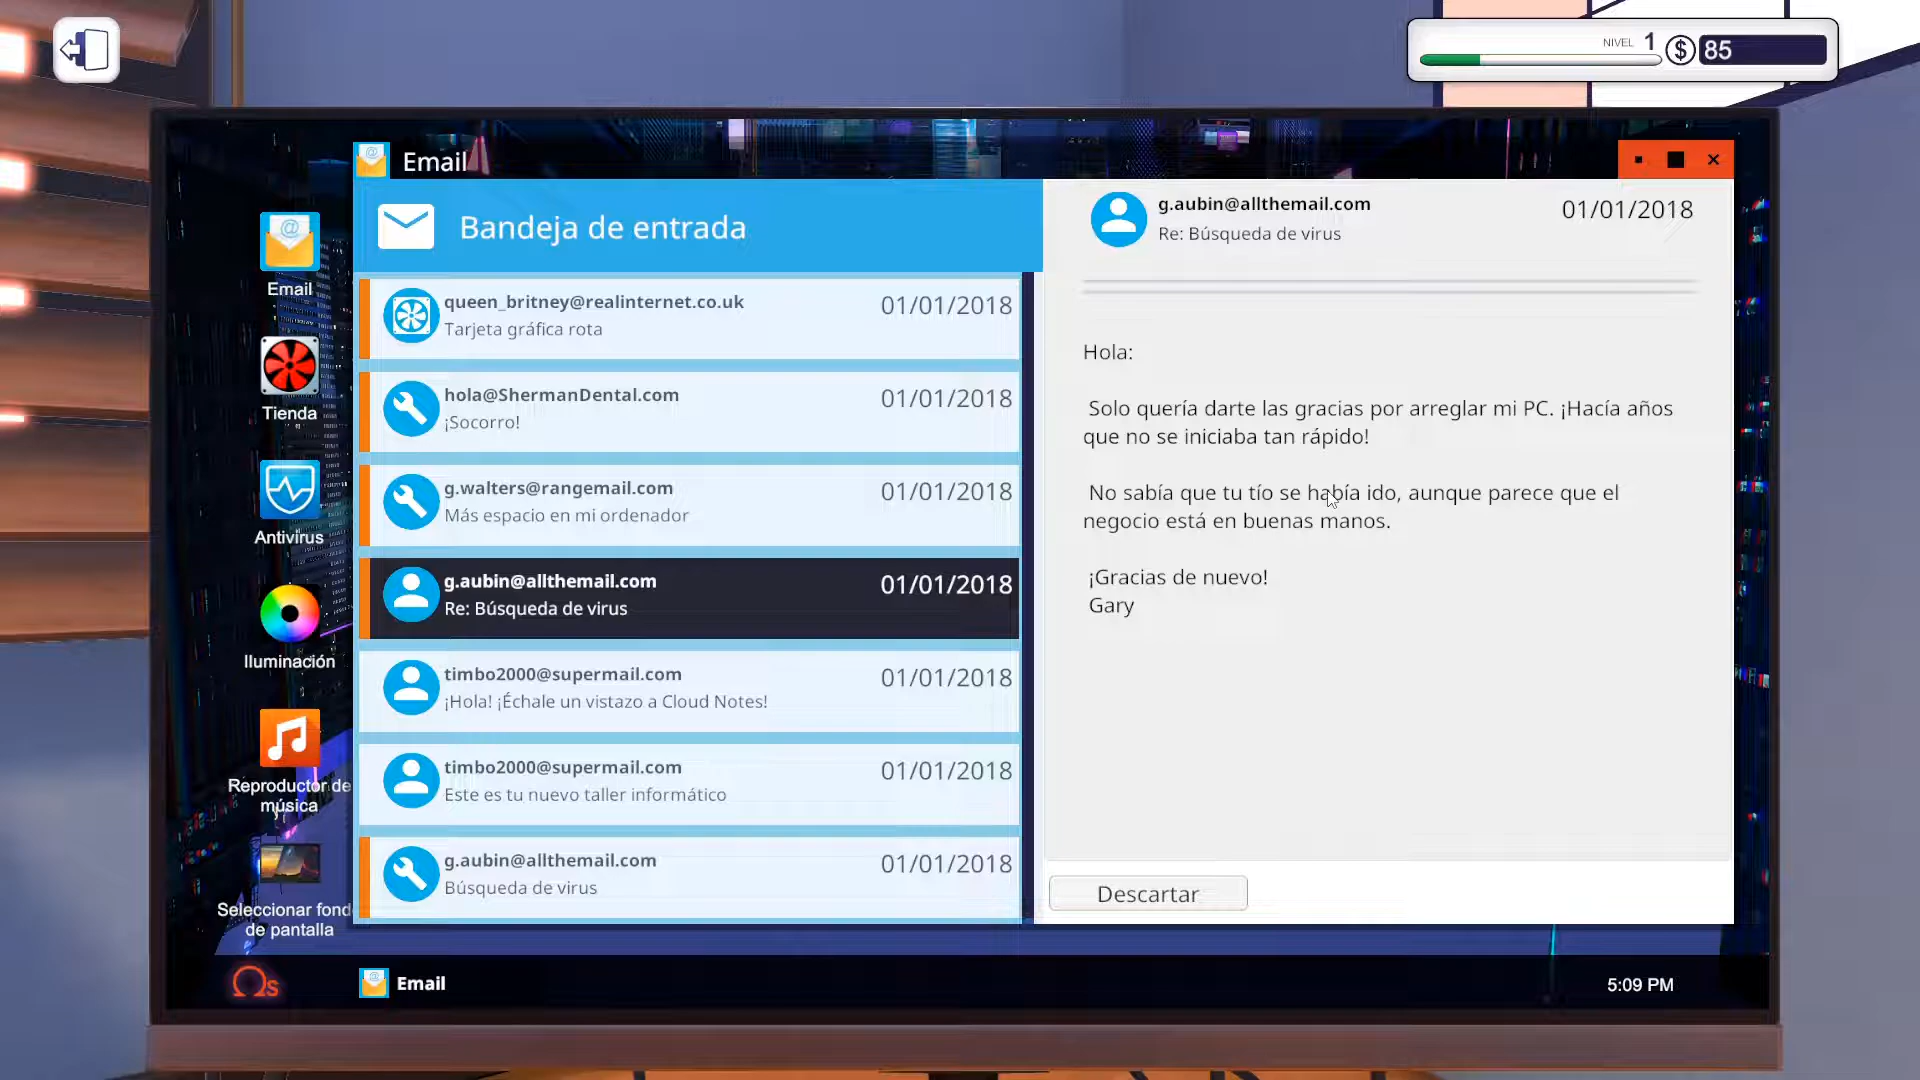 NIVEL 1
85
Email
Bandeja de entrada
queen_britney@realinternet.co.uk 01/01/2018
Tarjeta gráfica rota
hola@ShermanDental.com 01/01/2018
¡Socorro!
g.walters@rangemail.com 01/01/2018
Más espacio en mi ordenador
g.aubin@allthemail.com 01/01/2018
Re: Búsqueda de virus
timbo2000@supermail.com 01/01/2018
¡Hola! ¡Échale un vistazo a Cloud Notes!
timbo2000@supermail.com 01/01/2018
Este es tu nuevo taller informático
g.aubin@allthemail.com 01/01/2018
Búsqueda de virus
g.aubin@allthemail.com 01/01/2018
Re: Búsqueda de virus
Hola:
Solo quería darte las gracias por arreglar mi PC. ¡Hacía años
que no se iniciaba tan rápido!
No sabía que tu tío se había ido, aunque parece que el
negocio está en buenas manos.
¡Gracias de nuevo!
Gary
Descartar
Email
Tienda
Antivirus
Iluminación
Reproductor de
música
Seleccionar fond
de pantalla
Ωs
Email
5:09 PM